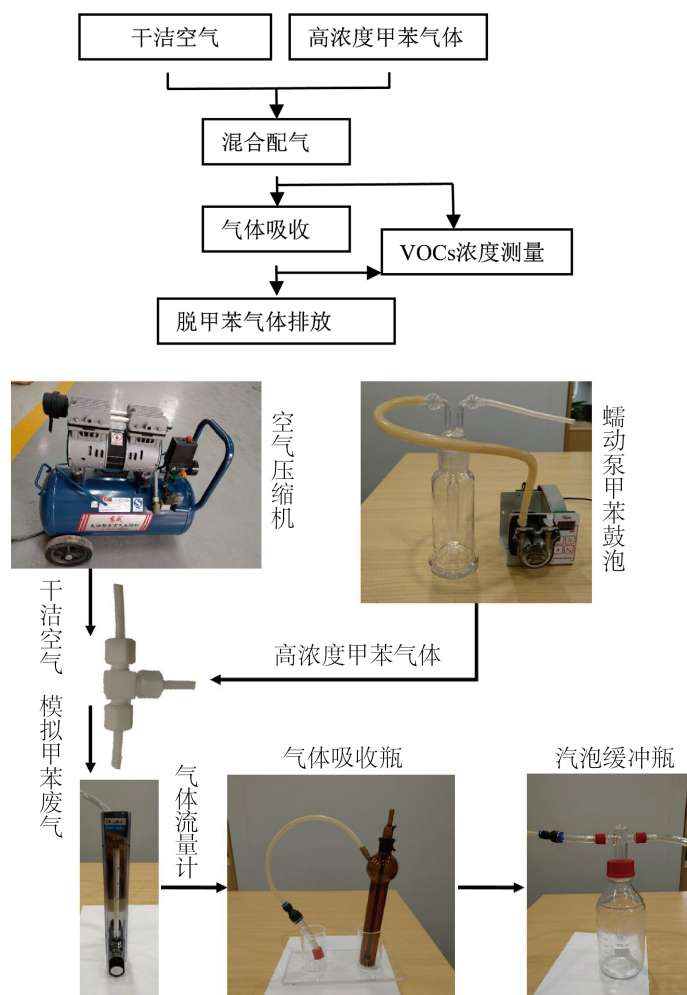 干洁空气
高浓度甲苯气体
混合配气
气体吸收
VOCs浓度测量
脱甲苯气体排放
空气压缩机
蠕动泵甲苯鼓泡
干洁空气
高浓度甲苯气体
模拟甲苯废气
气体流量计
气体吸收瓶
汽泡缓冲瓶